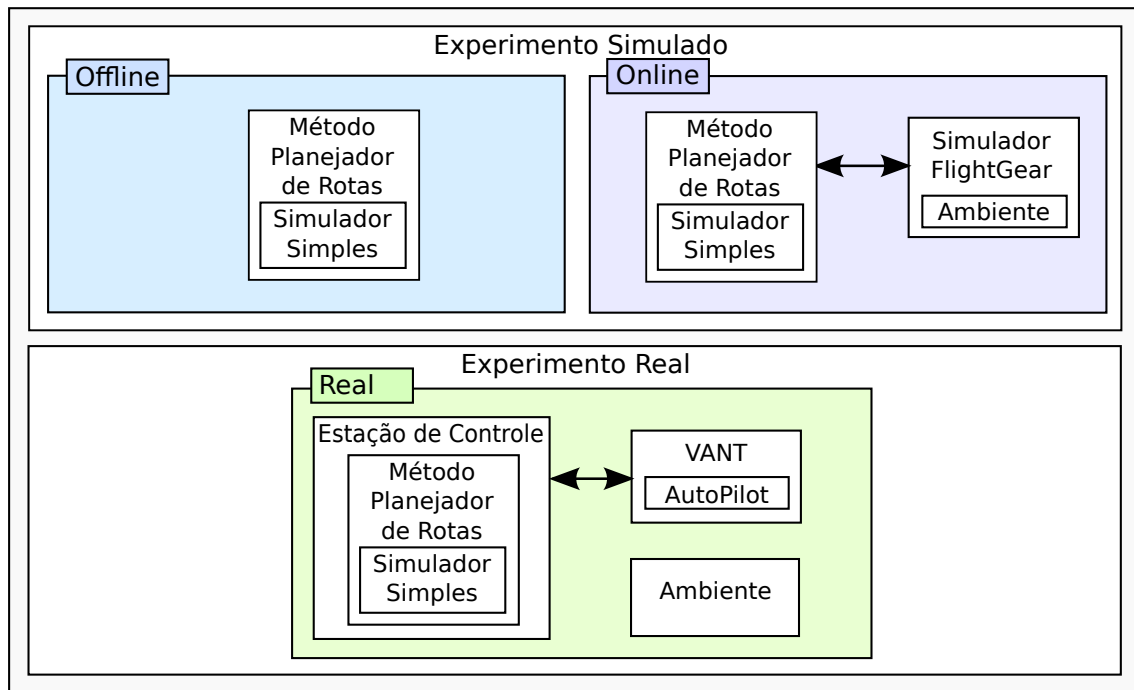 Experimento Simulado
Offline
Método
Planejador
de Rotas
Simulador
Simples
Online
Método
Planejador
de Rotas
Simulador
Simples
Simulador
FlightGear
Ambiente
Experimento Real
Real
Estação de Controle
Método
Planejador
de Rotas
Simulador
Simples
VANT
AutoPilot
Ambiente